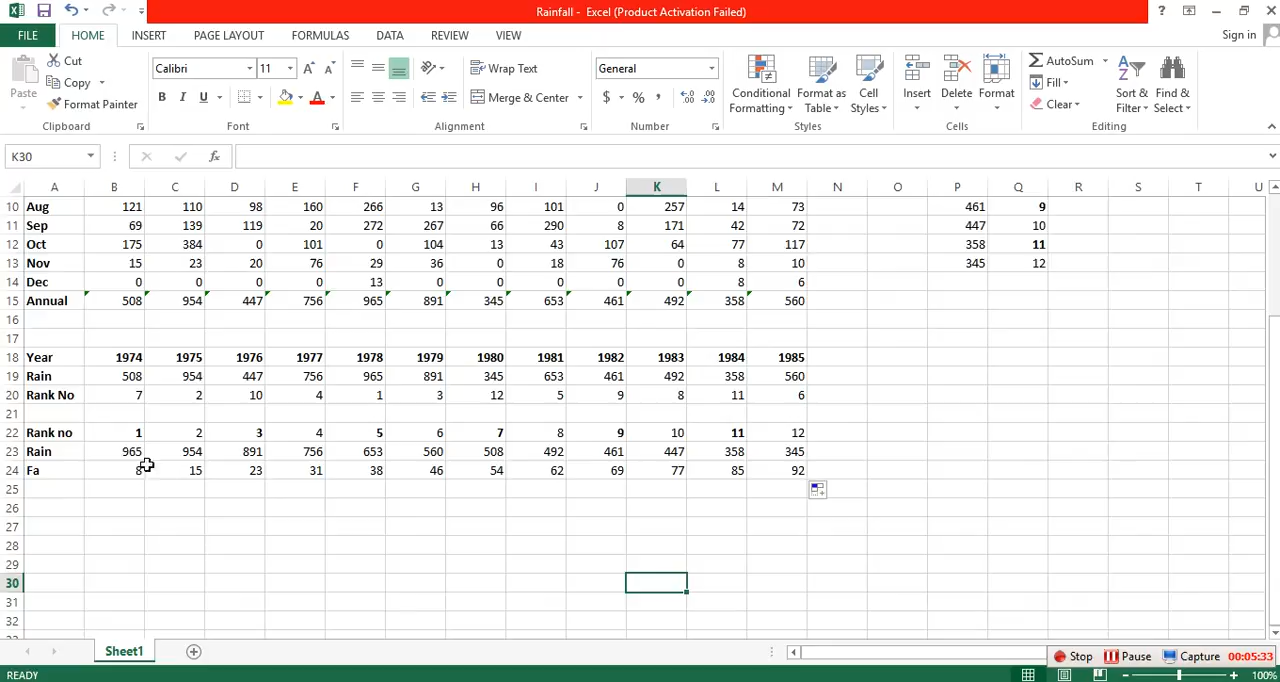 Rainfall - Excel (Product Activation Failed)
FILE HOME INSERT PAGE LAYOUT FORMULAS DATA REVIEW VIEW Sign in
Paste Cut Copy Format Painter Clipboard
Calibri 11 B I U A Font
Wrap Text Merge & Center Alignment
General $ % , Number
Conditional Formatting Format as Table Cell Styles Styles
Insert Delete Format Cells
AutoSum Fill Clear Sort & Filter Find & Select Editing
K30 fx
A B C D E F G H I J K L M N O P Q R S T U
10 Aug 121 110 98 160 266 13 96 101 0 257 14 73 461 9
11 Sep 69 139 119 20 272 267 66 290 8 171 42 72 447 10
12 Oct 175 384 0 101 0 104 13 43 107 64 77 117 358 11
13 Nov 15 23 20 76 29 36 0 18 76 0 8 10 345 12
14 Dec 0 0 0 0 13 0 0 0 0 0 8 6
15 Annual 508 954 447 756 965 891 345 653 461 492 358 560
16
17
18 Year 1974 1975 1976 1977 1978 1979 1980 1981 1982 1983 1984 1985
19 Rain 508 954 447 756 965 891 345 653 461 492 358 560
20 Rank No 7 2 10 4 1 3 12 5 9 8 11 6
21
22 Rank no 1 2 3 4 5 6 7 8 9 10 11 12
23 Rain 965 954 891 756 653 560 508 492 461 447 358 345
24 Fa 8 15 23 31 38 46 54 62 69 77 85 92
25
26
27
28
29
30
31
32
Sheet1
Stop Pause Capture 00:05:33
READY 100%